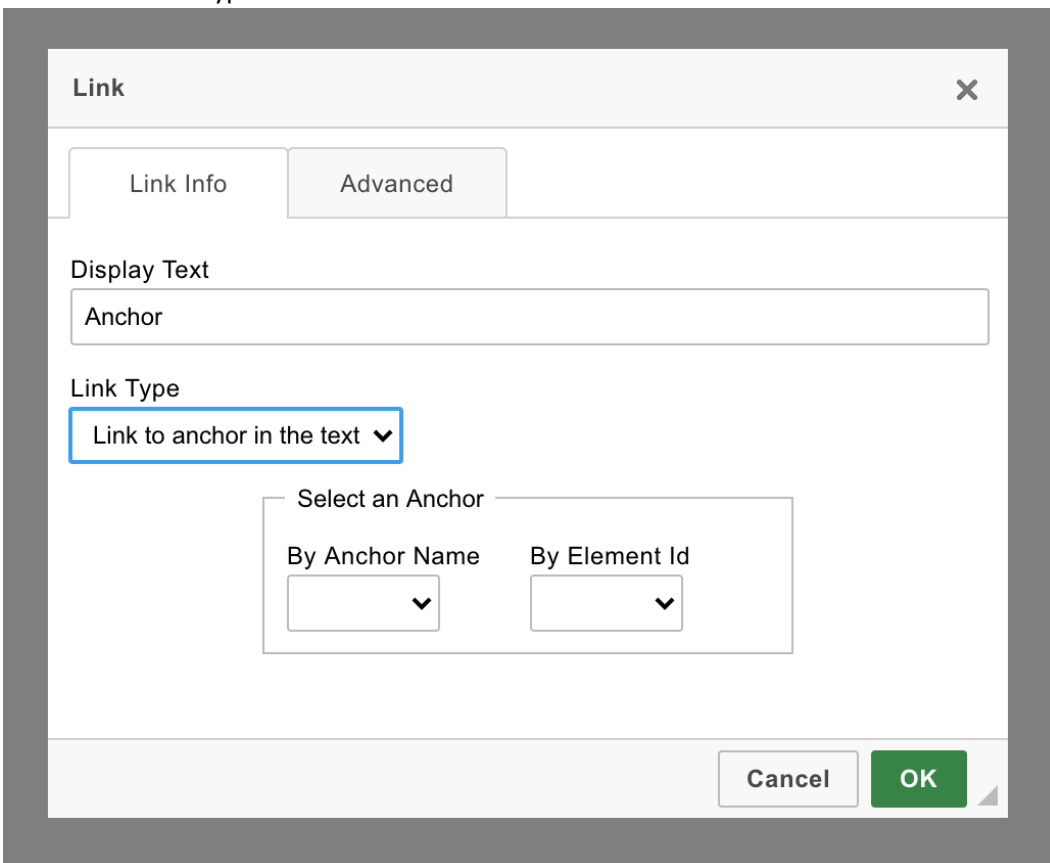 Link
Link Info Advanced
Display Text
Anchor
Link Type
Link to anchor in the text
Select an Anchor
By Anchor Name By Element Id
Cancel OK